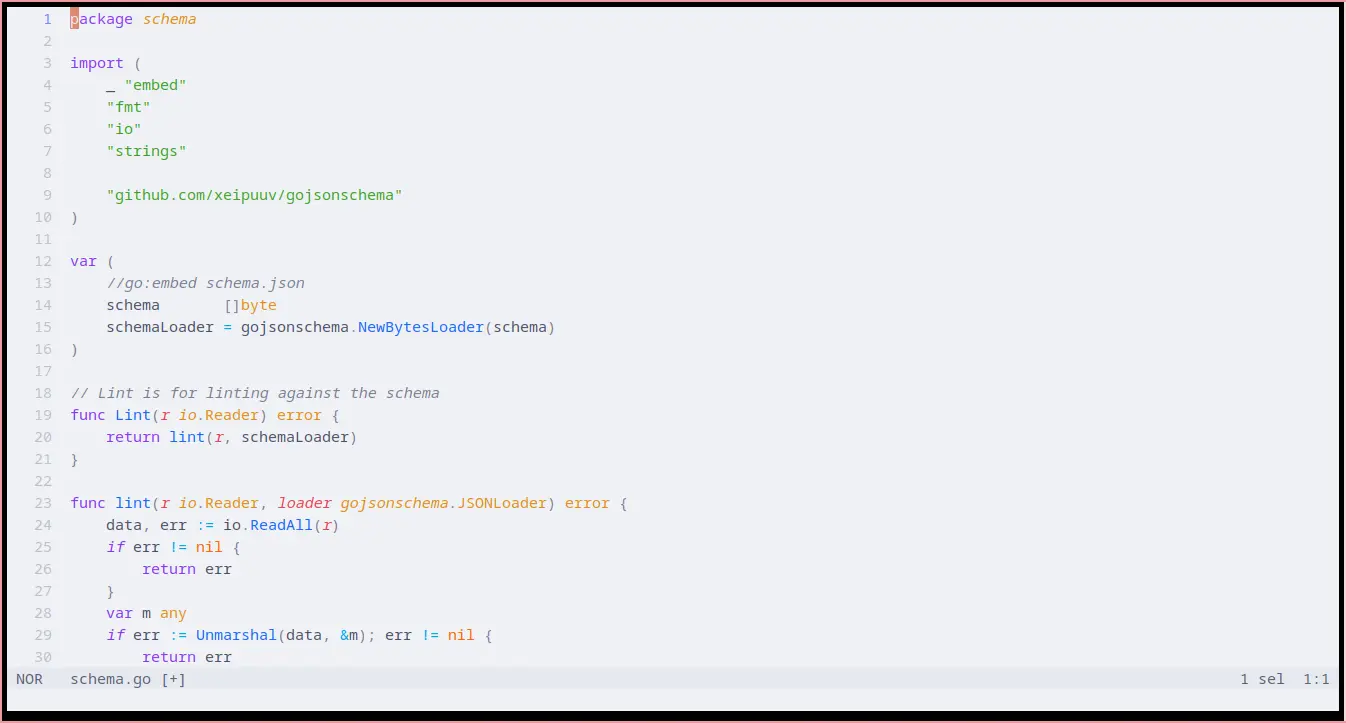 1 package schema
2
3 import (
4     _ "embed"
5     "fmt"
6     "io"
7     "strings"
8
9     "github.com/xeipuuv/gojsonschema"
10 )
11
12 var (
13     //go:embed schema.json
14     schema       []byte
15     schemaLoader = gojsonschema.NewBytesLoader(schema)
16 )
17
18 // Lint is for linting against the schema
19 func Lint(r io.Reader) error {
20     return lint(r, schemaLoader)
21 }
22
23 func lint(r io.Reader, loader gojsonschema.JSONLoader) error {
24     data, err := io.ReadAll(r)
25     if err != nil {
26         return err
27     }
28     var m any
29     if err := Unmarshal(data, &m); err != nil {
30         return err
NOR   schema.go [+]   1 sel  1:1